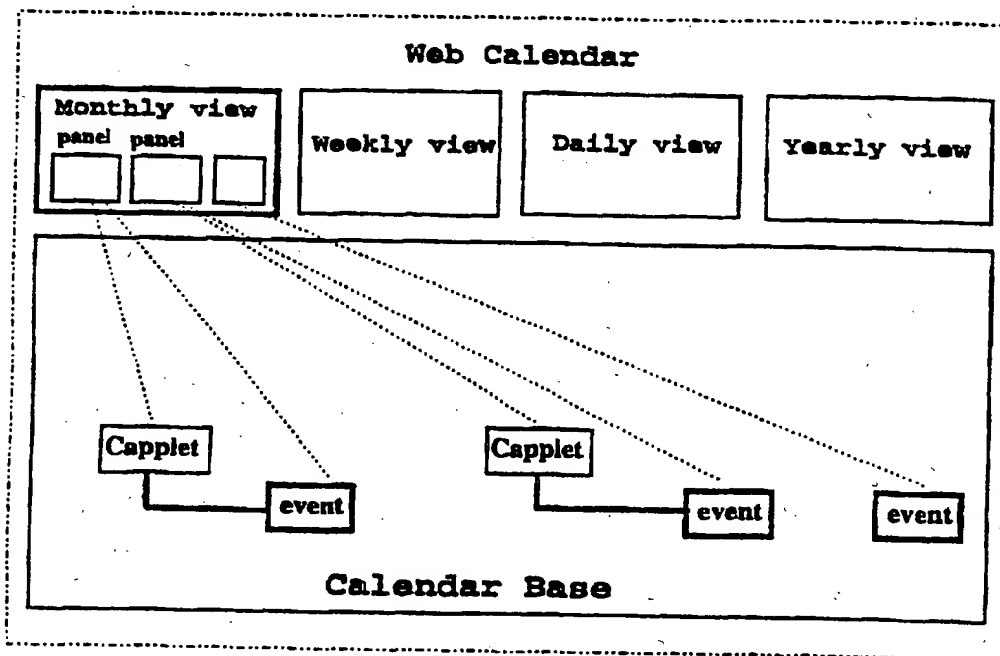 Web Calendar
Monthly view
panel panel
Weekly view
Daily view
Yearly view
Capplet
Capplet
event
event
event
Calendar Base